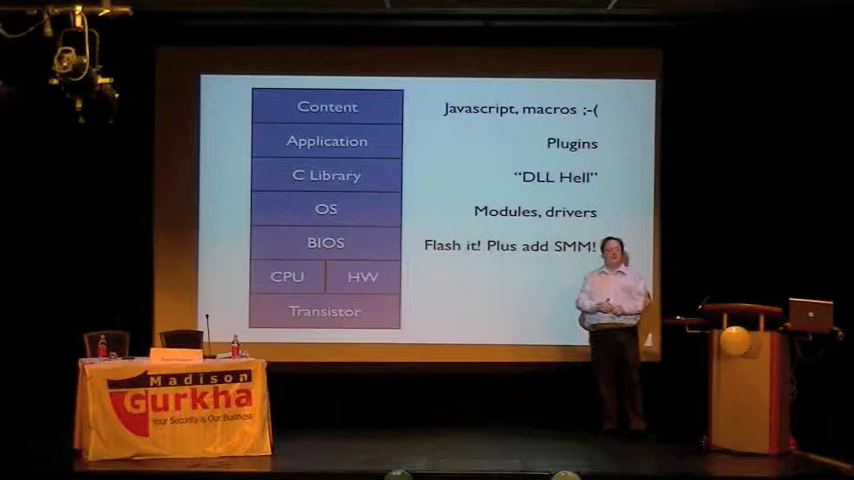 Content
Javascript, macros ;-(
Application
Plugins
C Library
"DLL Hell"
OS
Modules, drivers
BIOS
Flash it! Plus add SMM!
CPU
HW
Transistor
Madison
Gurkha
Your Security is Our Business